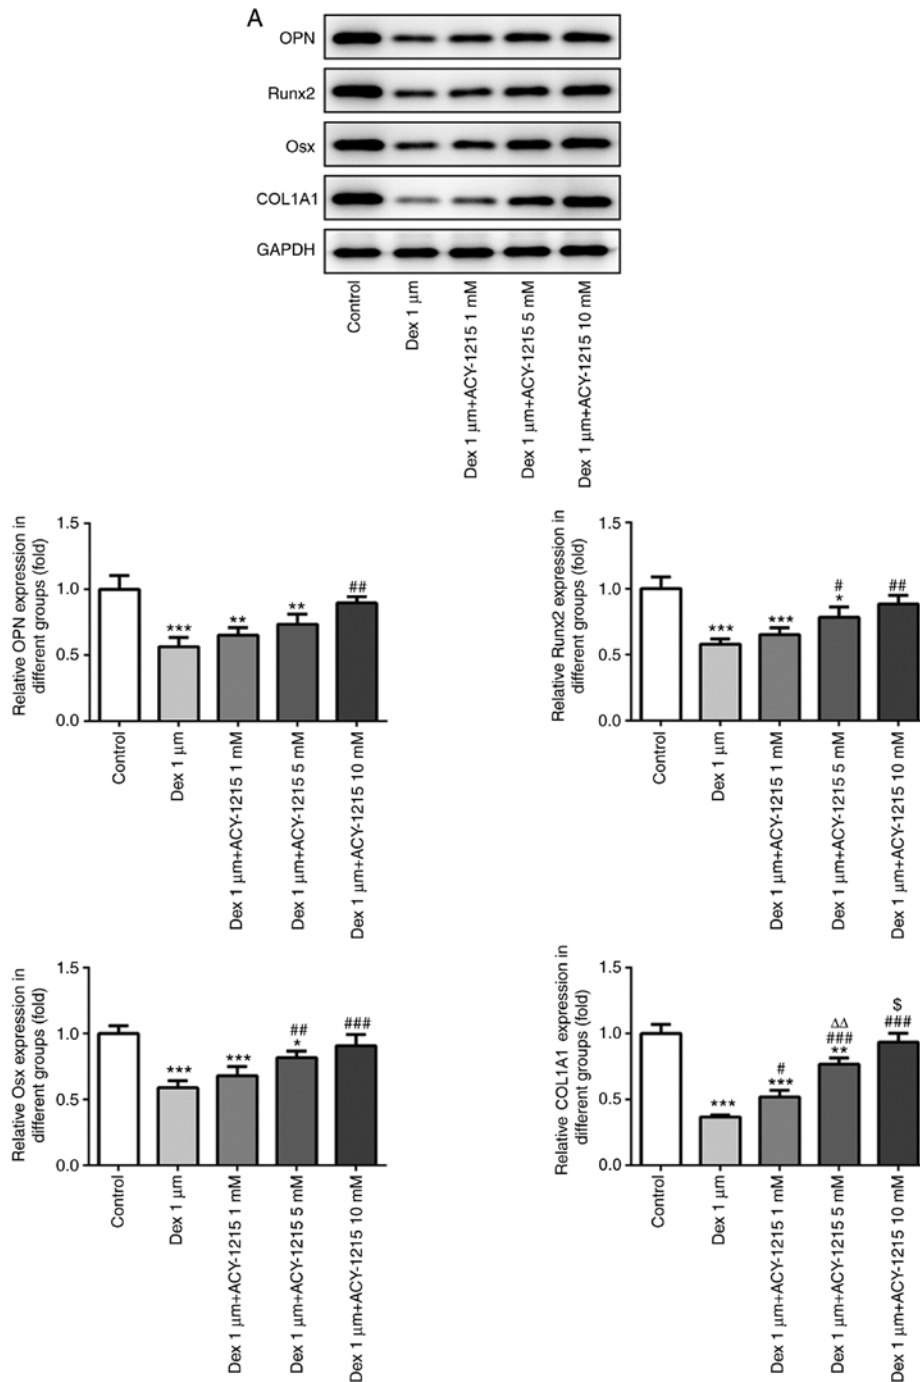 A
OPN
Runx2
Osx
COL1A1
GAPDH
Control
Dex 1 µm
Dex 1 µm+ACY-1215 1 mM
Dex 1 µm+ACY-1215 5 mM
Dex 1 µm+ACY-1215 10 mM
Relative OPN expression in
different groups (fold)
1.5
1.0
0.5
0.0
***
**
**
##
Control
Dex 1 µm
Dex 1 µm+ACY-1215 1 mM
Dex 1 µm+ACY-1215 5 mM
Dex 1 µm+ACY-1215 10 mM
Relative Runx2 expression in
different groups (fold)
1.5
1.0
0.5
0.0
***
***
#
*
##
Control
Dex 1 µm
Dex 1 µm+ACY-1215 1 mM
Dex 1 µm+ACY-1215 5 mM
Dex 1 µm+ACY-1215 10 mM
Relative Osx expression in
different groups (fold)
1.5
1.0
0.5
0.0
***
***
##
*
###
Control
Dex 1 µm
Dex 1 µm+ACY-1215 1 mM
Dex 1 µm+ACY-1215 5 mM
Dex 1 µm+ACY-1215 10 mM
Relative COL1A1 expression in
different groups (fold)
1.5
1.0
0.5
0.0
***
#
***
ΔΔ
###
**
$
###
Control
Dex 1 µm
Dex 1 µm+ACY-1215 1 mM
Dex 1 µm+ACY-1215 5 mM
Dex 1 µm+ACY-1215 10 mM